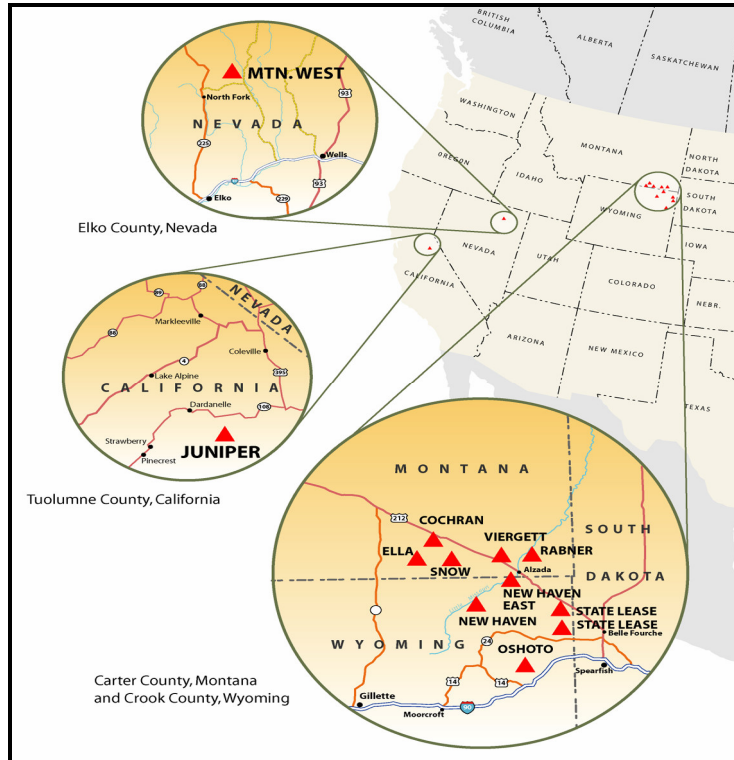 BRITISH
COLUMBIA
ALBERTA
SASKATCHEWAN
WASHINGTON
MONTANA
NORTH
DAKOTA
OREGON
IDAHO
SOUTH
DAKOTA
WYOMING
IOWA
NEVADA
UTAH
CALIFORNIA
COLORADO
NEBR.
ARIZONA
NEW MEXICO
TEXAS
MTN. WEST
93
North Fork
NEVADA
225
Wells
93
Elko
229
Elko County, Nevada
88
89
NEVADA
Markleeville
88
Coleville
4
395
Lake Alpine
CALIFORNIA
Dardanelle
108
Strawberry
JUNIPER
Pinecrest
Tuolumne County, California
MONTANA
212
COCHRAN
SOUTH
VIERGETT
ELLA
RABNER
SNOW
Alzada
DAKOTA
NEW HAVEN
EAST
STATE LEASE
NEW HAVEN
STATE LEASE
Belle Fourche
WYOMING
24
OSHOTO
Spearfish
14
14
Gillette
Moorcroft
90
Carter County, Montana
and Crook County, Wyoming